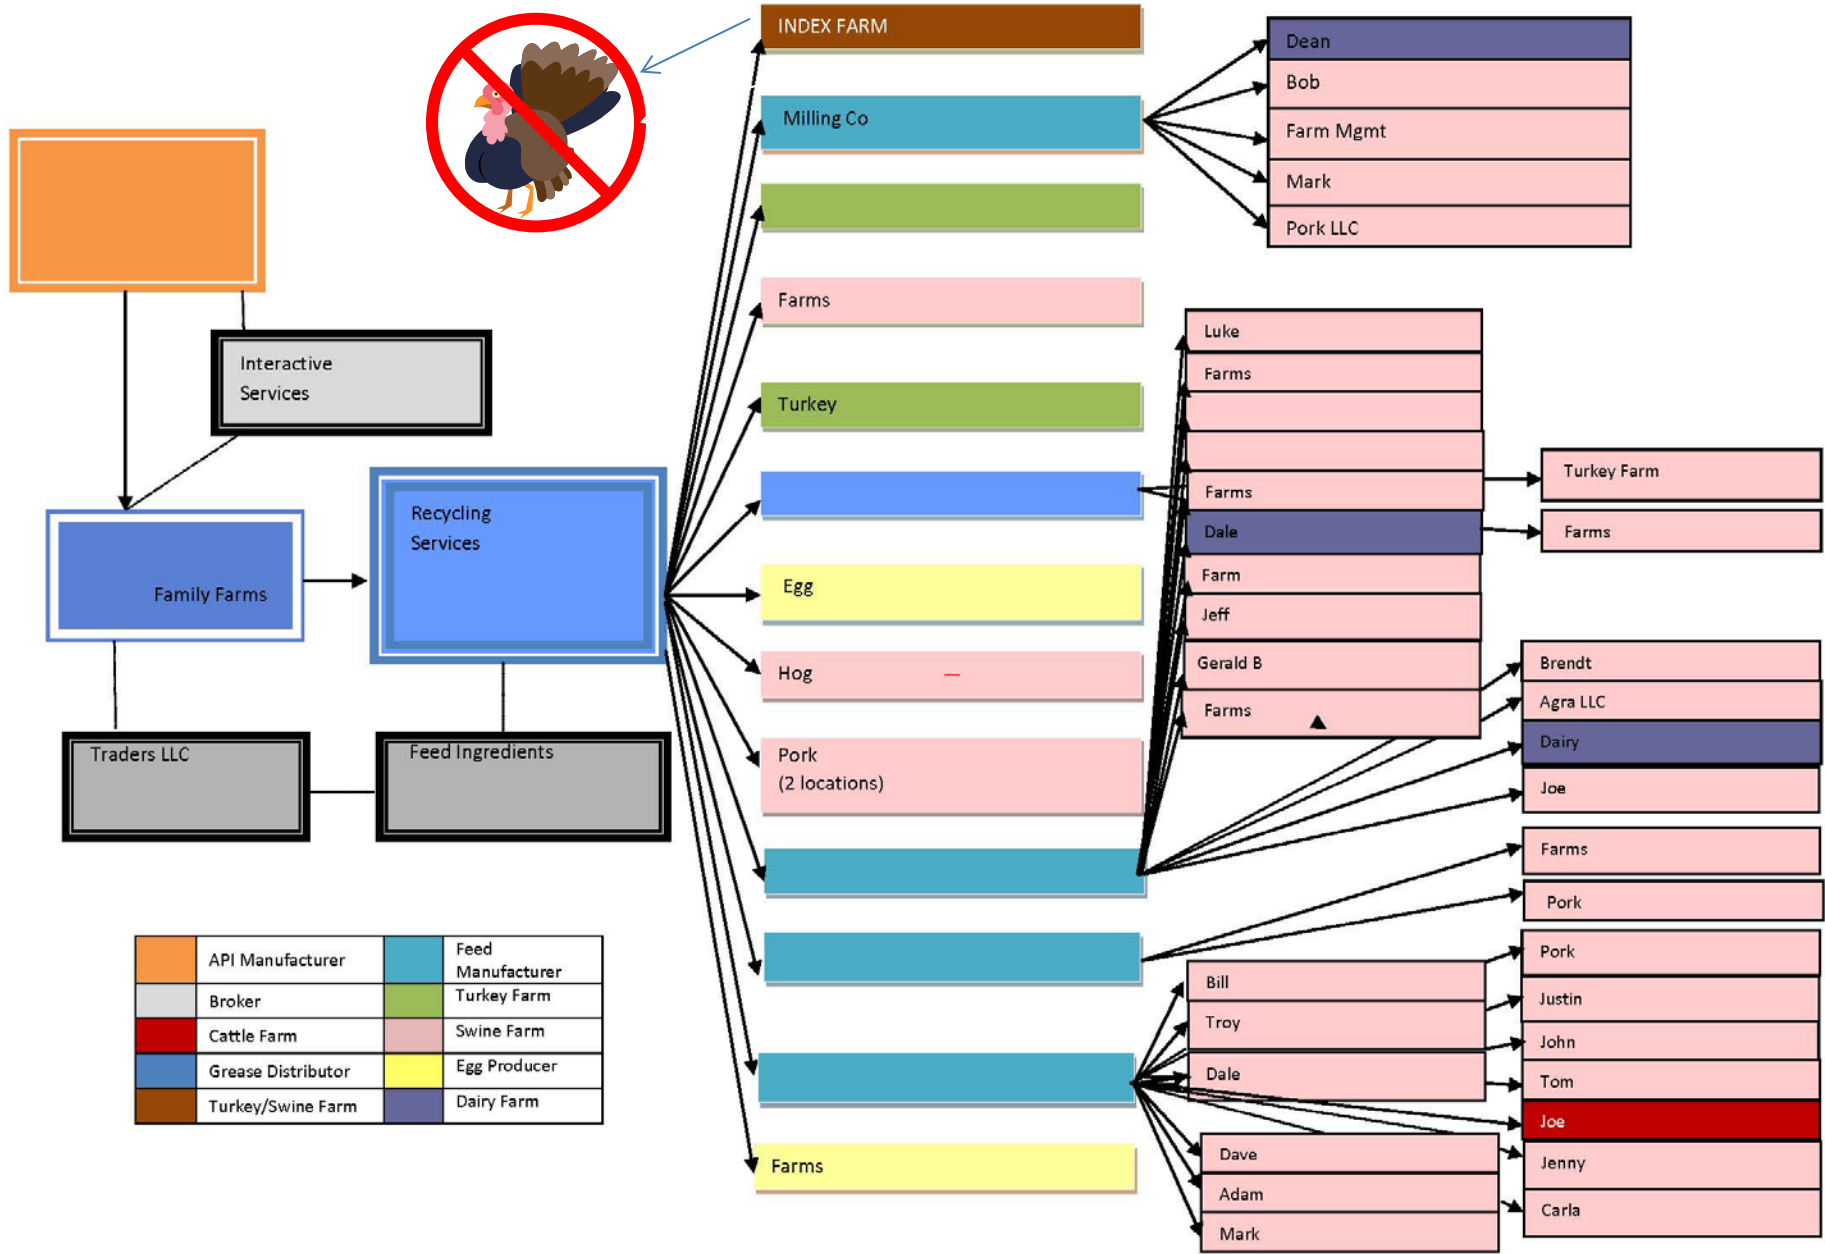 INDEX FARM
Milling Co
Farms
Turkey
Egg
Hog
Pork
(2 locations)
Farms
Dean
Bob
Farm Mgmt
Mark
Pork LLC
Interactive
Services
Family Farms
Recycling
Services
Traders LLC
Feed Ingredients
Luke
Farms
Farms
Dale
Farm
Jeff
Gerald B
Farms
Turkey Farm
Farms
Brendt
Agra LLC
Dairy
Joe
Farms
Pork
Pork
Justin
John
Tom
Joe
Jenny
Carla
Bill
Troy
Dale
Dave
Adam
Mark
API Manufacturer
Feed
Manufacturer
Broker
Turkey Farm
Cattle Farm
Swine Farm
Grease Distributor
Egg Producer
Turkey/Swine Farm
Dairy Farm